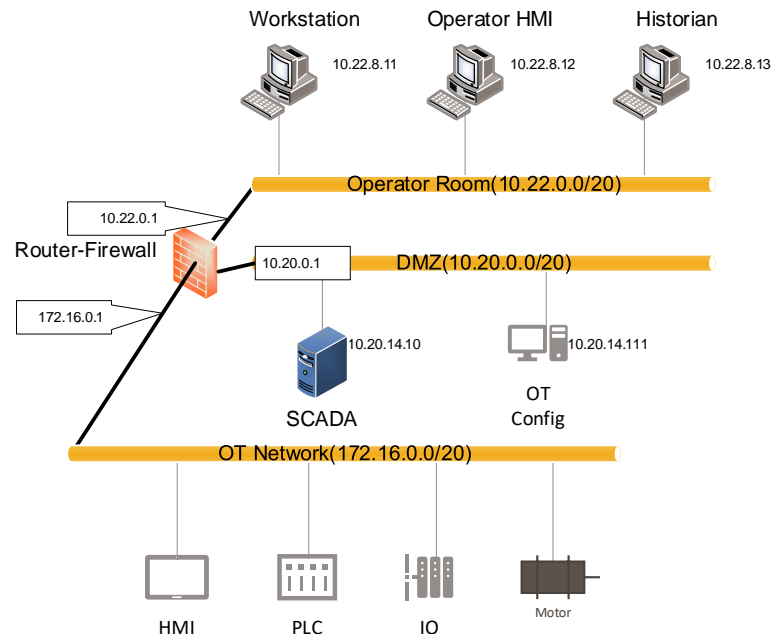 Workstation
Operator HMI
Historian
10.22.8.11
10.22.8.12
10.22.8.13
Operator Room(10.22.0.0/20)
10.22.0.1
Router-Firewall
10.20.0.1
DMZ(10.20.0.0/20)
172.16.0.1
10.20.14.10
10.20.14.111
SCADA
OT
Config
OT Network(172.16.0.0/20)
HMI
PLC
IO
Motor